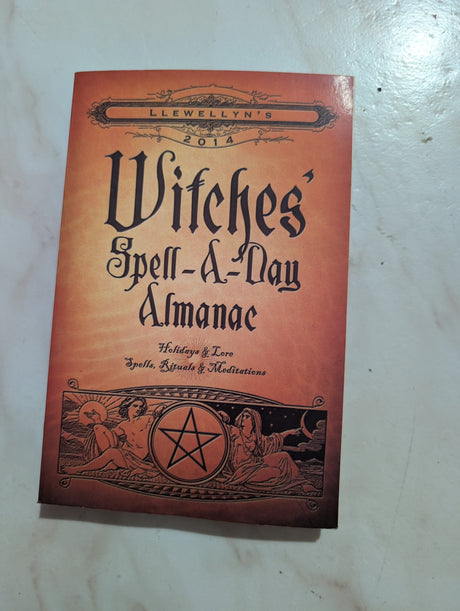 LLEWELLYN'S
2014
Witches'
Spell-A-Day
Almanac
Holidays & Lore
Spells, Rituals & Meditations